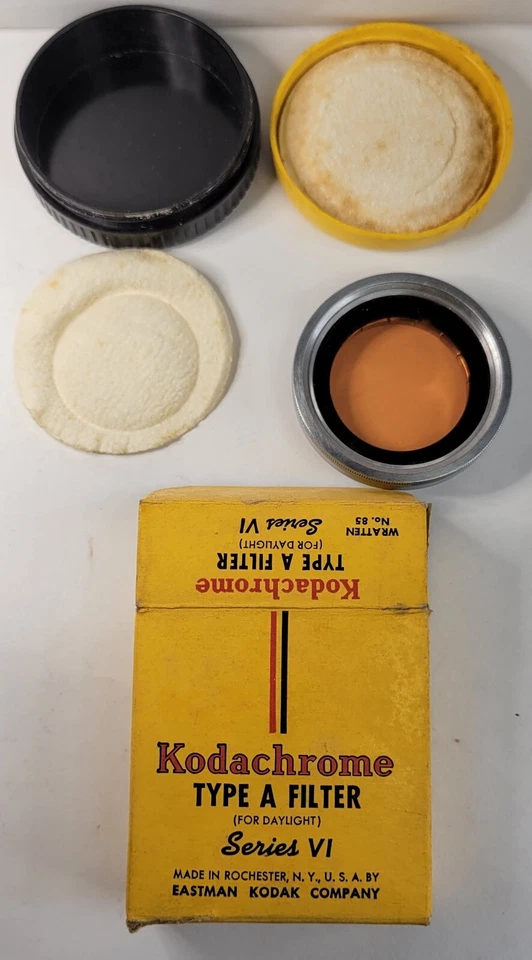 Kodachrome
TYPE A FILTER
(FOR DAYLIGHT)
Series VI
WRATTEN
No. 85
Kodachrome
TYPE A FILTER
(FOR DAYLIGHT)
Series VI
MADE IN ROCHESTER, N. Y., U. S. A. BY
EASTMAN KODAK COMPANY